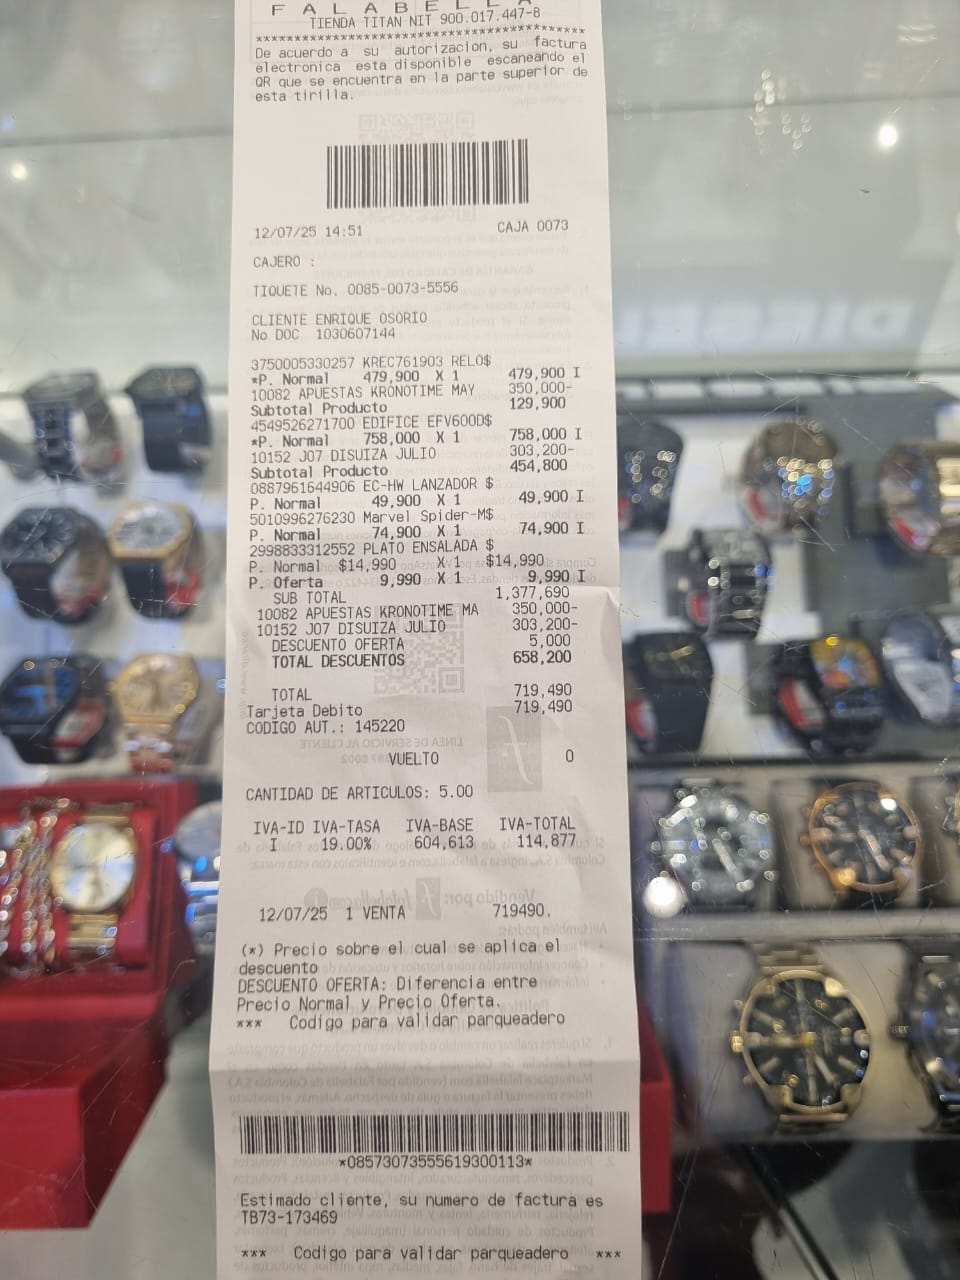 FALABELLA
TIENDA TITAN NIT 900.017.447-8
****************************************
De acuerdo a su autorizacion, su factura
electronica esta disponible escaneando el
QR que se encuentra en la parte superior de
esta tirilla.
12/07/25 14:51 CAJA 0073
CAJERO :
TIQUETE No. 0085-0073-5556
CLIENTE ENRIQUE OSORIO
No DOC 1030607144
3750005330257 KREC761903 RELO$
*P. Normal 479,900 X 1 479,900 I
10082 APUESTAS KRONOTIME MAY 350,000-
Subtotal Producto 129,900
4549526271700 EDIFICE EFV600D$
*P. Normal 758,000 X 1 758,000 I
10152 J07 DISUIZA JULIO 303,200-
Subtotal Producto 454,800
0887961644906 EC-HW LANZADOR $
P. Normal 49,900 X 1 49,900 I
5010996276230 Marvel Spider-M$
P. Normal 74,900 X 1 74,900 I
2998833312552 PLATO ENSALADA $
P. Normal $14,990 X 1 $14,990
P. Oferta 9,990 X 1 9,990 I
SUB TOTAL 1,377,690
10082 APUESTAS KRONOTIME MA 350,000-
10152 J07 DISUIZA JULIO 303,200-
DESCUENTO OFERTA 5,000
TOTAL DESCUENTOS 658,200
TOTAL 719,490
Tarjeta Debito 719,490
CODIGO AUT.: 145220
VUELTO 0
CANTIDAD DE ARTICULOS: 5.00
IVA-ID IVA-TASA IVA-BASE IVA-TOTAL
I 19.00% 604,613 114,877
12/07/25 1 VENTA 719490.
(*) Precio sobre el cual se aplica el
descuento
DESCUENTO OFERTA: Diferencia entre
Precio Normal y Precio Oferta.
*** Codigo para validar parqueadero
*08573073555619300113*
Estimado cliente, su numero de factura es
TB73-173469
*** Codigo para validar parqueadero ***